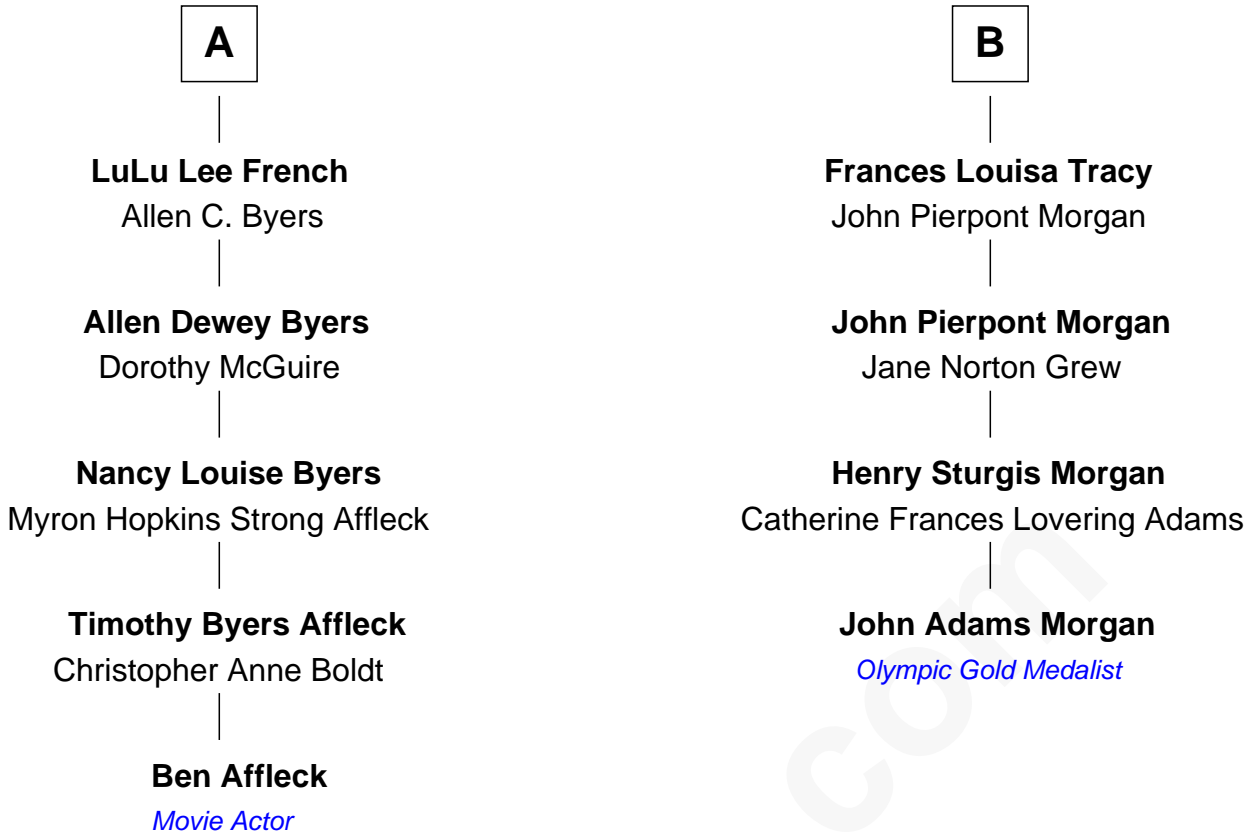 A
LuLu Lee French
Allen C. Byers
Allen Dewey Byers
Dorothy McGuire
Nancy Louise Byers
Myron Hopkins Strong Affleck
Timothy Byers Affleck
Christopher Anne Boldt
Ben Affleck
Movie Actor
B
Frances Louisa Tracy
John Pierpont Morgan
John Pierpont Morgan
Jane Norton Grew
Henry Sturgis Morgan
Catherine Frances Lovering Adams
John Adams Morgan
Olympic Gold Medalist
com